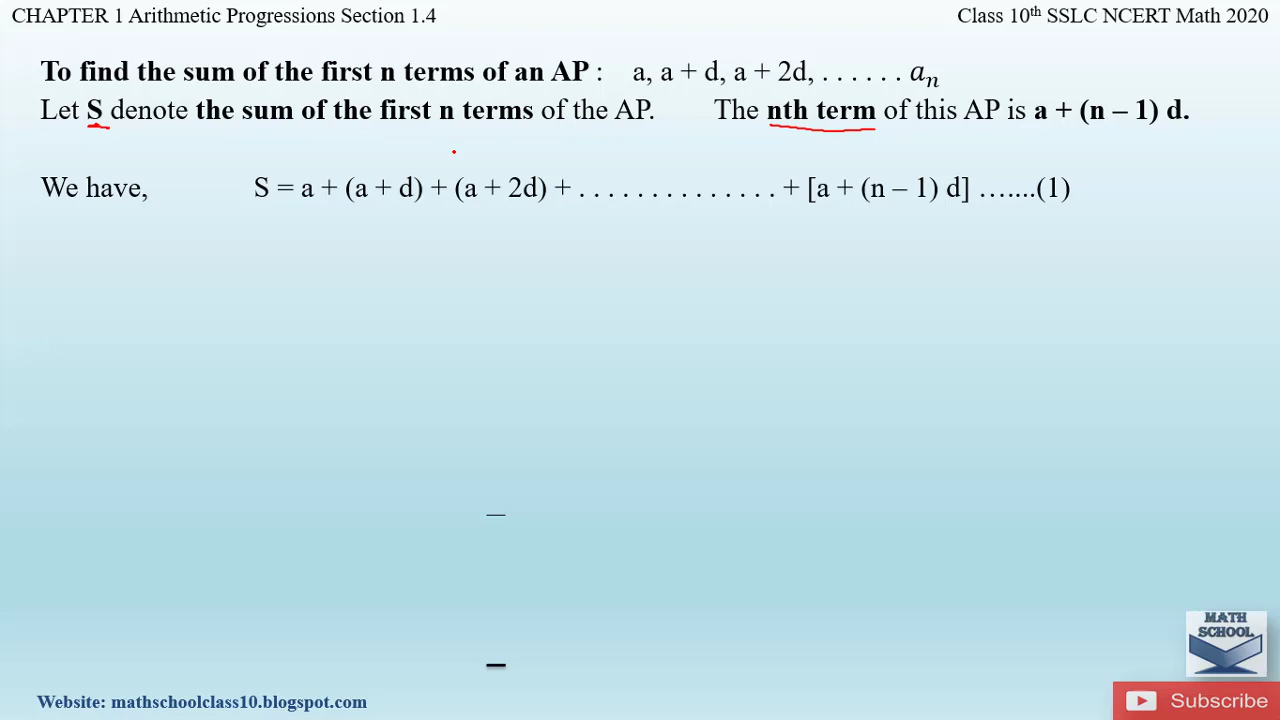 CHAPTER 1 Arithmetic Progressions Section 1.4 Class 10th SSLC NCERT Math 2020
To find the sum of the first n terms of an AP : a, a + d, a + 2d, . . . . . . aₙ
Let S denote the sum of the first n terms of the AP. The nth term of this AP is a + (n – 1) d.
We have, S = a + (a + d) + (a + 2d) + . . . . . . . . . . . . . . + [a + (n – 1) d] …....(1)
–
–
MATH
SCHOOL
Website: mathschoolclass10.blogspot.com
Subscribe